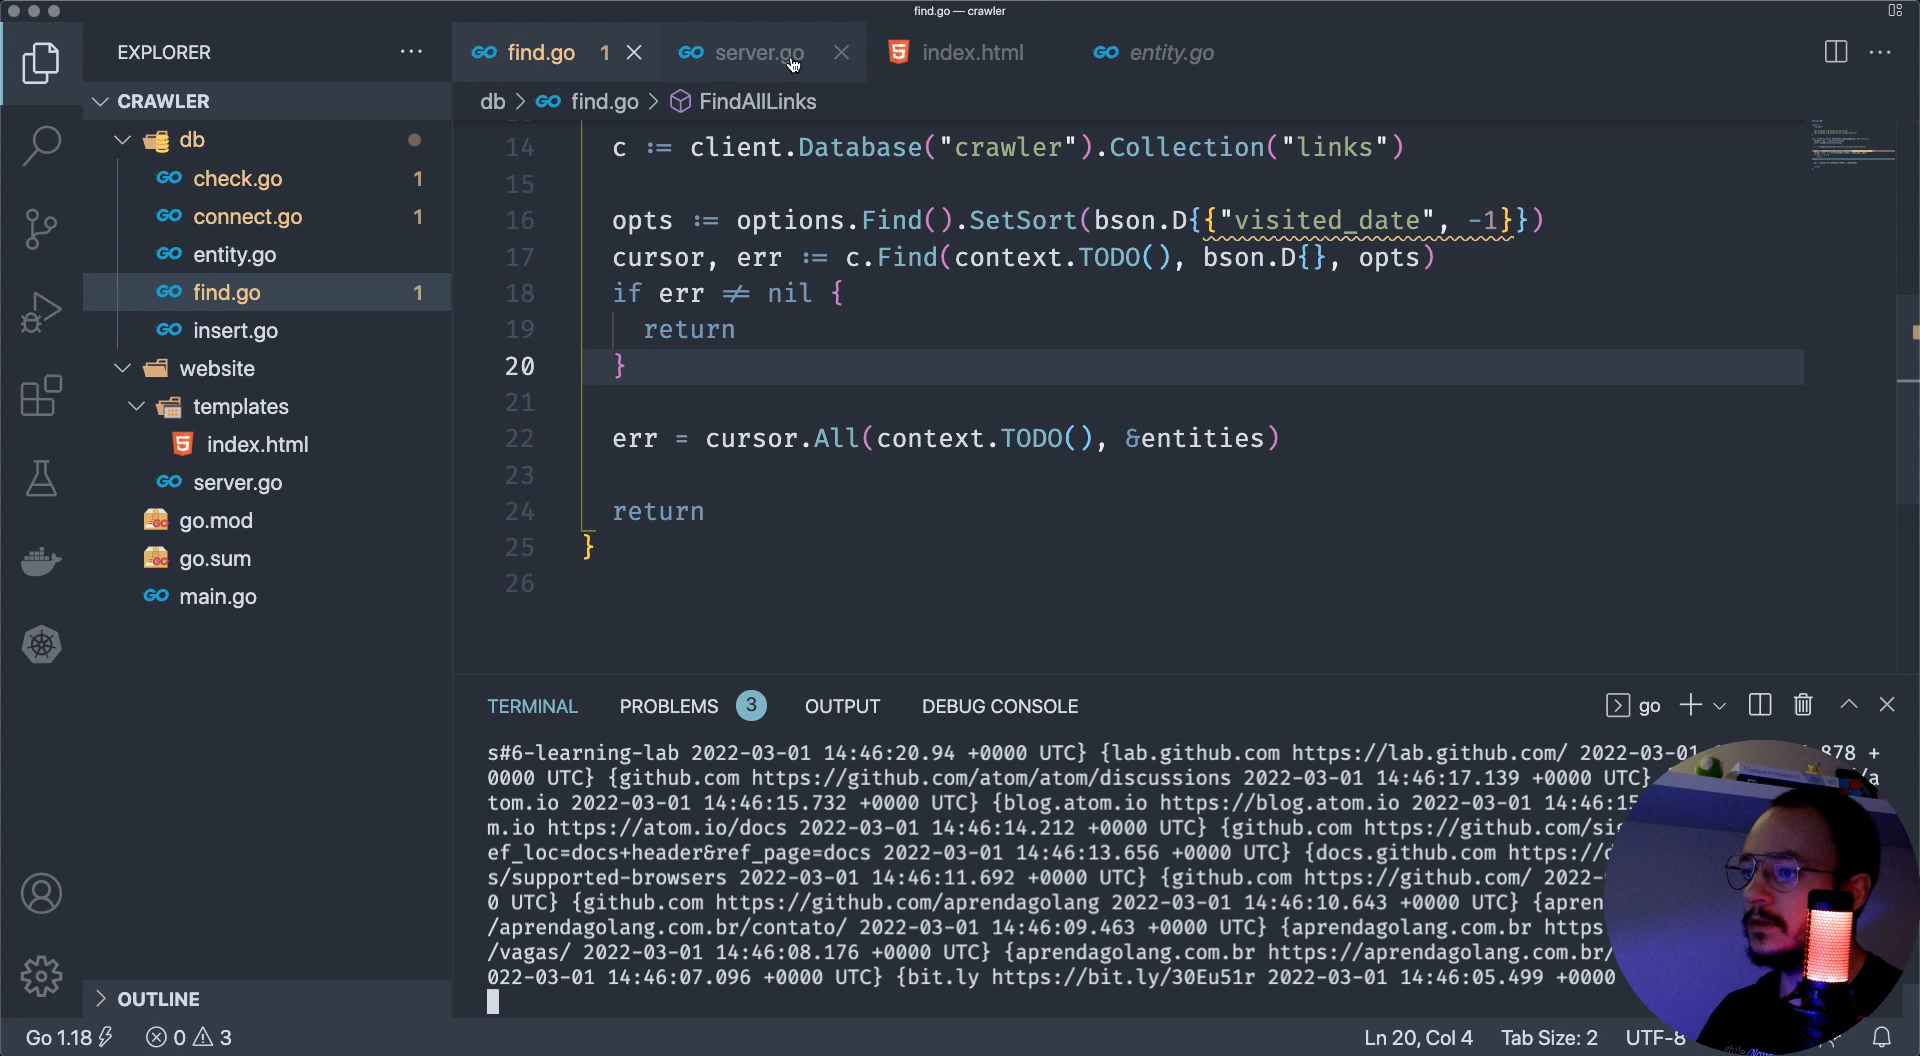 find.go — crawler
EXPLORER
CRAWLER
db
check.go 1
connect.go 1
entity.go
find.go 1
insert.go
website
templates
index.html
server.go
go.mod
go.sum
main.go
OUTLINE
find.go 1
server.go
index.html
entity.go
db > find.go > FindAllLinks
14 c := client.Database("crawler").Collection("links")
15
16 opts := options.Find().SetSort(bson.D{{"visited_date", -1}})
17 cursor, err := c.Find(context.TODO(), bson.D{}, opts)
18 if err ≠ nil {
19 return
20 }
21
22 err = cursor.All(context.TODO(), &entities)
23
24 return
25 }
26
TERMINAL PROBLEMS 3 OUTPUT DEBUG CONSOLE
go
s#6-learning-lab 2022-03-01 14:46:20.94 +0000 UTC} {lab.github.com https://lab.github.com/ 2022-03-01 878 +
0000 UTC} {github.com https://github.com/atom/atom/discussions 2022-03-01 14:46:17.139 +0000 UTC} /a
tom.io 2022-03-01 14:46:15.732 +0000 UTC} {blog.atom.io https://blog.atom.io 2022-03-01 14:46:15
m.io https://atom.io/docs 2022-03-01 14:46:14.212 +0000 UTC} {github.com https://github.com/si
ef_loc=docs+header&ref_page=docs 2022-03-01 14:46:13.656 +0000 UTC} {docs.github.com https://d
s/supported-browsers 2022-03-01 14:46:11.692 +0000 UTC} {github.com https://github.com/ 2022-
0 UTC} {github.com https://github.com/aprendagolang 2022-03-01 14:46:10.643 +0000 UTC} {apren
/aprendagolang.com.br/contato/ 2022-03-01 14:46:09.463 +0000 UTC} {aprendagolang.com.br https
/vagas/ 2022-03-01 14:46:08.176 +0000 UTC} {aprendagolang.com.br https://aprendagolang.com.br/
022-03-01 14:46:07.096 +0000 UTC} {bit.ly https://bit.ly/30Eu51r 2022-03-01 14:46:05.499 +0000
Go 1.18 0 3
Ln 20, Col 4 Tab Size: 2 UTF-8